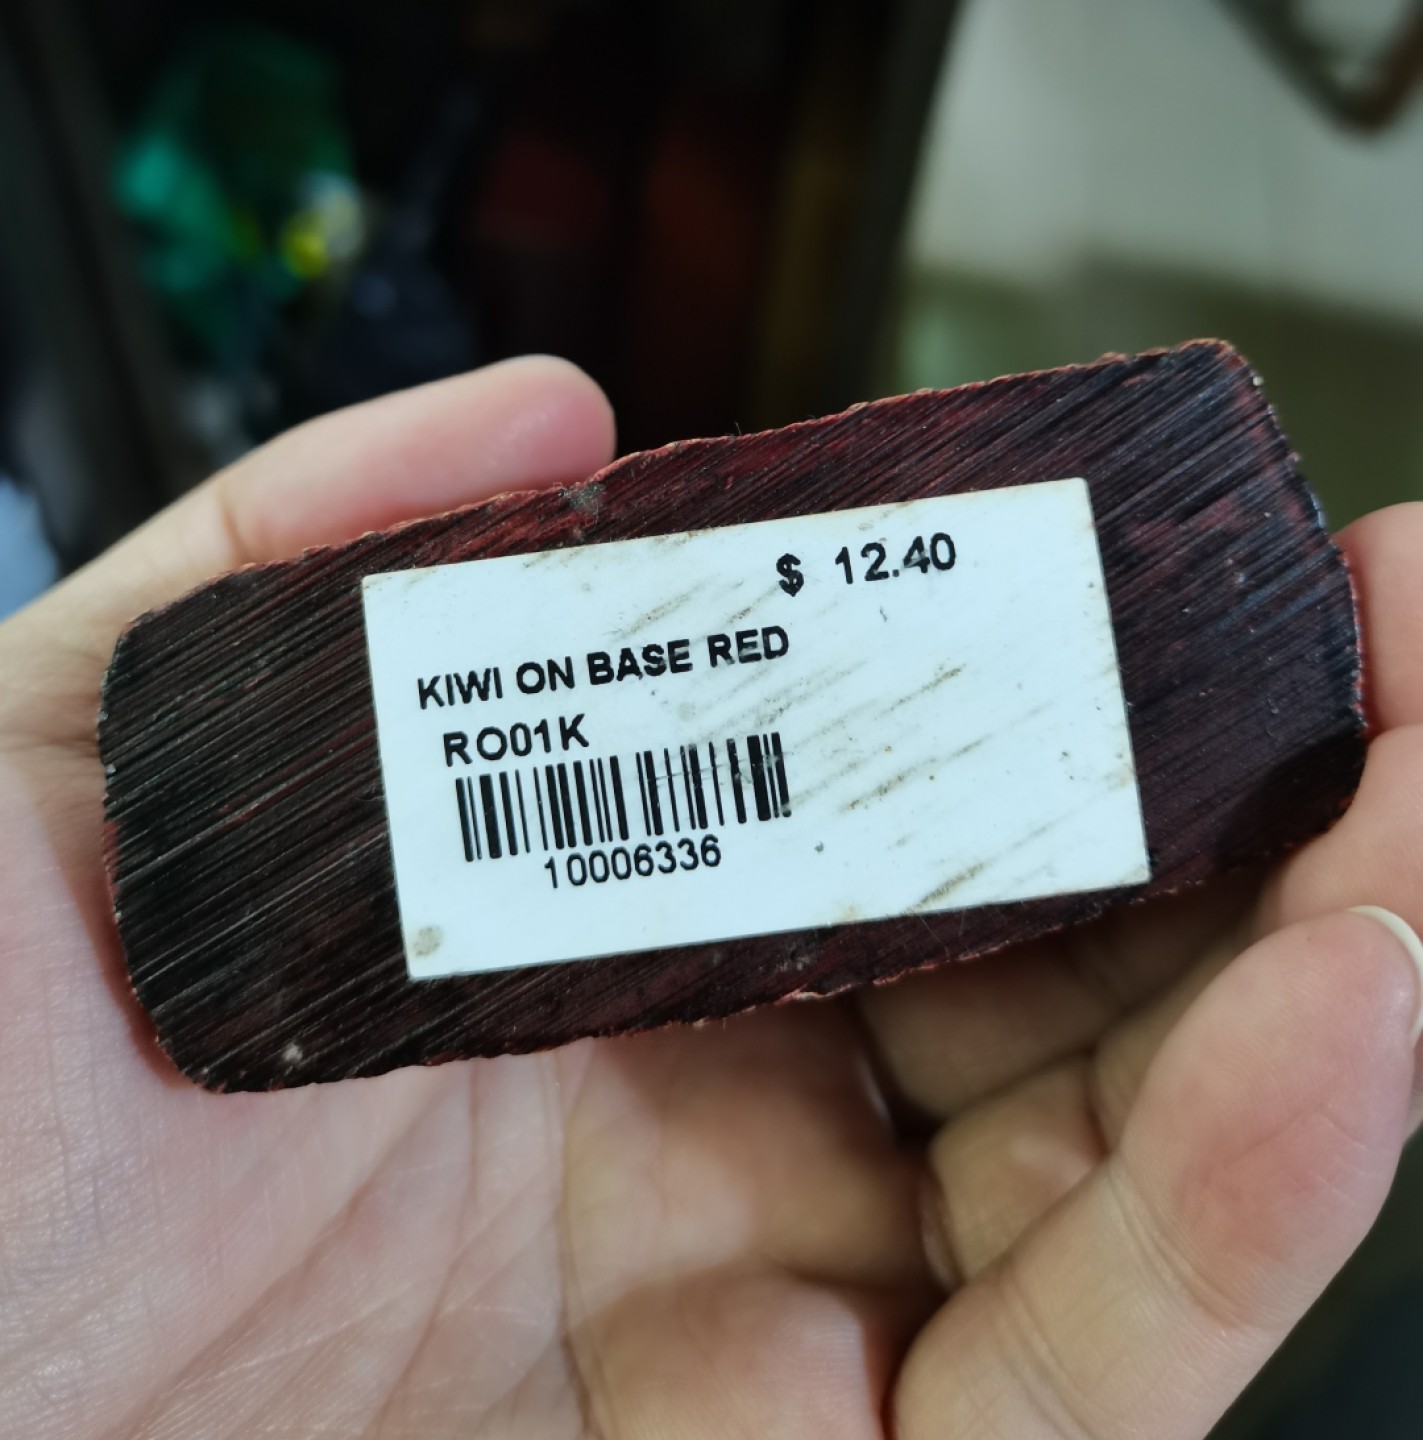 $ 12.40
KIWI ON BASE RED
RO01K
10006336